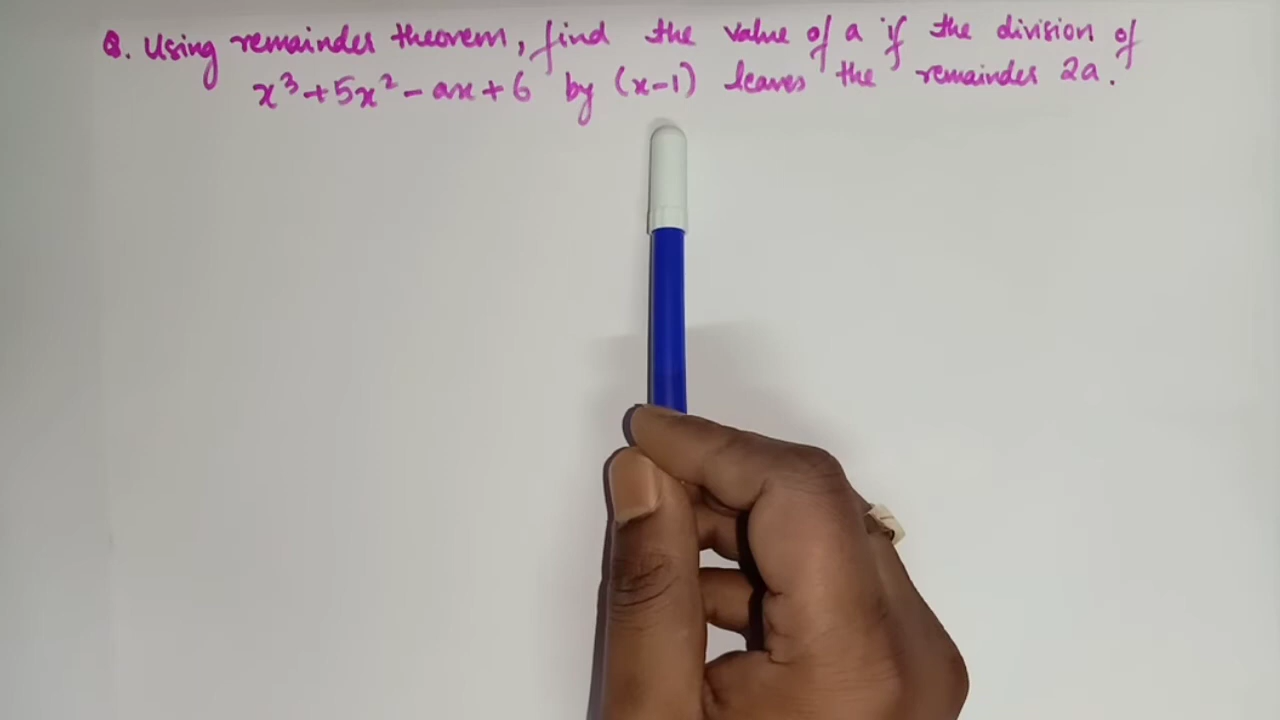 Q. Using remainder theorem, find the value of a if the division of
x³+5x²-ax+6 by (x-1) leaves the remainder 2a.